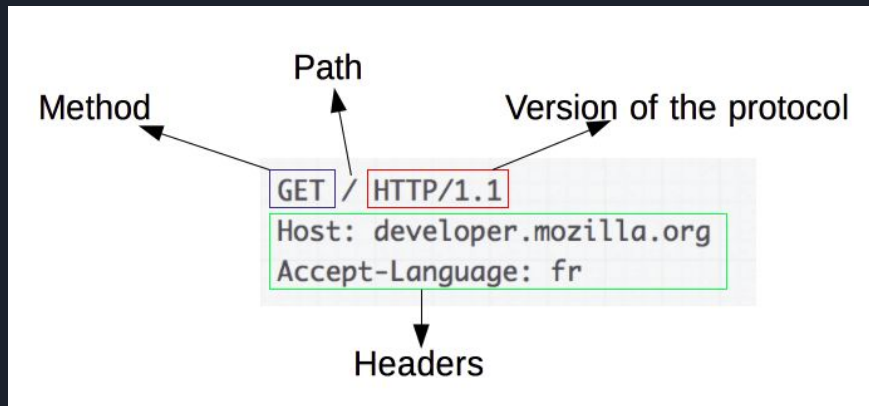 Path
Method
Version of the protocol
GET / HTTP/1.1
Host: developer.mozilla.org
Accept-Language: fr
Headers